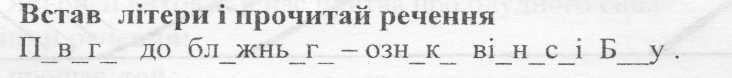 Встав літери і прочитай речення
П_в_г_ до бл_жнь_г_ – озн_к_ ві_н_с_і Б__у.